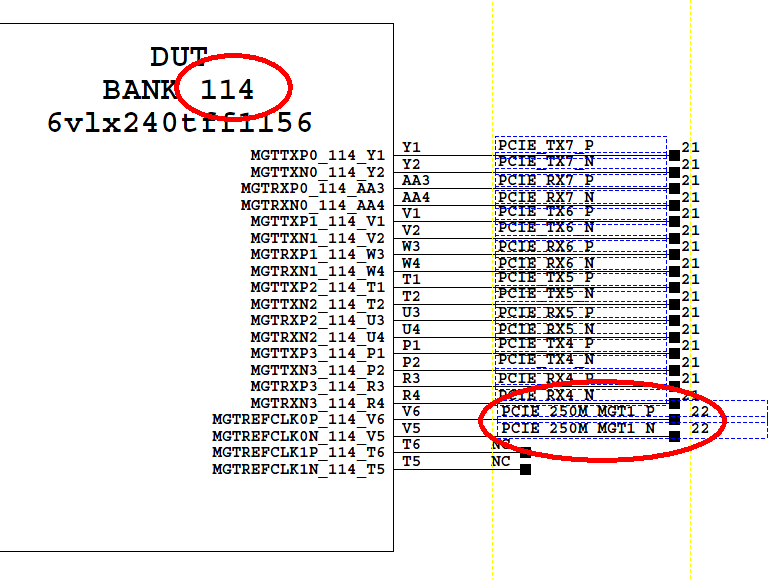 DUT
BANK 114
6vlx240tff1156
MGTTXP0_114_Y1 Y1 PCIE_TX7_P 21
MGTTXN0_114_Y2 Y2 PCIE_TX7_N 21
MGTRXP0_114_AA3 AA3 PCIE_RX7_P 21
MGTRXN0_114_AA4 AA4 PCIE_RX7_N 21
MGTTXP1_114_V1 V1 PCIE_TX6_P 21
MGTTXN1_114_V2 V2 PCIE_TX6_N 21
MGTRXP1_114_W3 W3 PCIE_RX6_P 21
MGTRXN1_114_W4 W4 PCIE_RX6_N 21
MGTTXP2_114_T1 T1 PCIE_TX5_P 21
MGTTXN2_114_T2 T2 PCIE_TX5_N 21
MGTRXP2_114_U3 U3 PCIE_RX5_P 21
MGTRXN2_114_U4 U4 PCIE_RX5_N 21
MGTTXP3_114_P1 P1 PCIE_TX4_P 21
MGTTXN3_114_P2 P2 PCIE_TX4_N 21
MGTRXP3_114_R3 R3 PCIE_RX4_P 21
MGTRXN3_114_R4 R4 PCIE_RX4_N 21
MGTREFCLK0P_114_V6 V6 PCIE_250M_MGT1_P 22
MGTREFCLK0N_114_V5 V5 PCIE_250M_MGT1_N 22
MGTREFCLK1P_114_T6 T6 NC
MGTREFCLK1N_114_T5 T5 NC